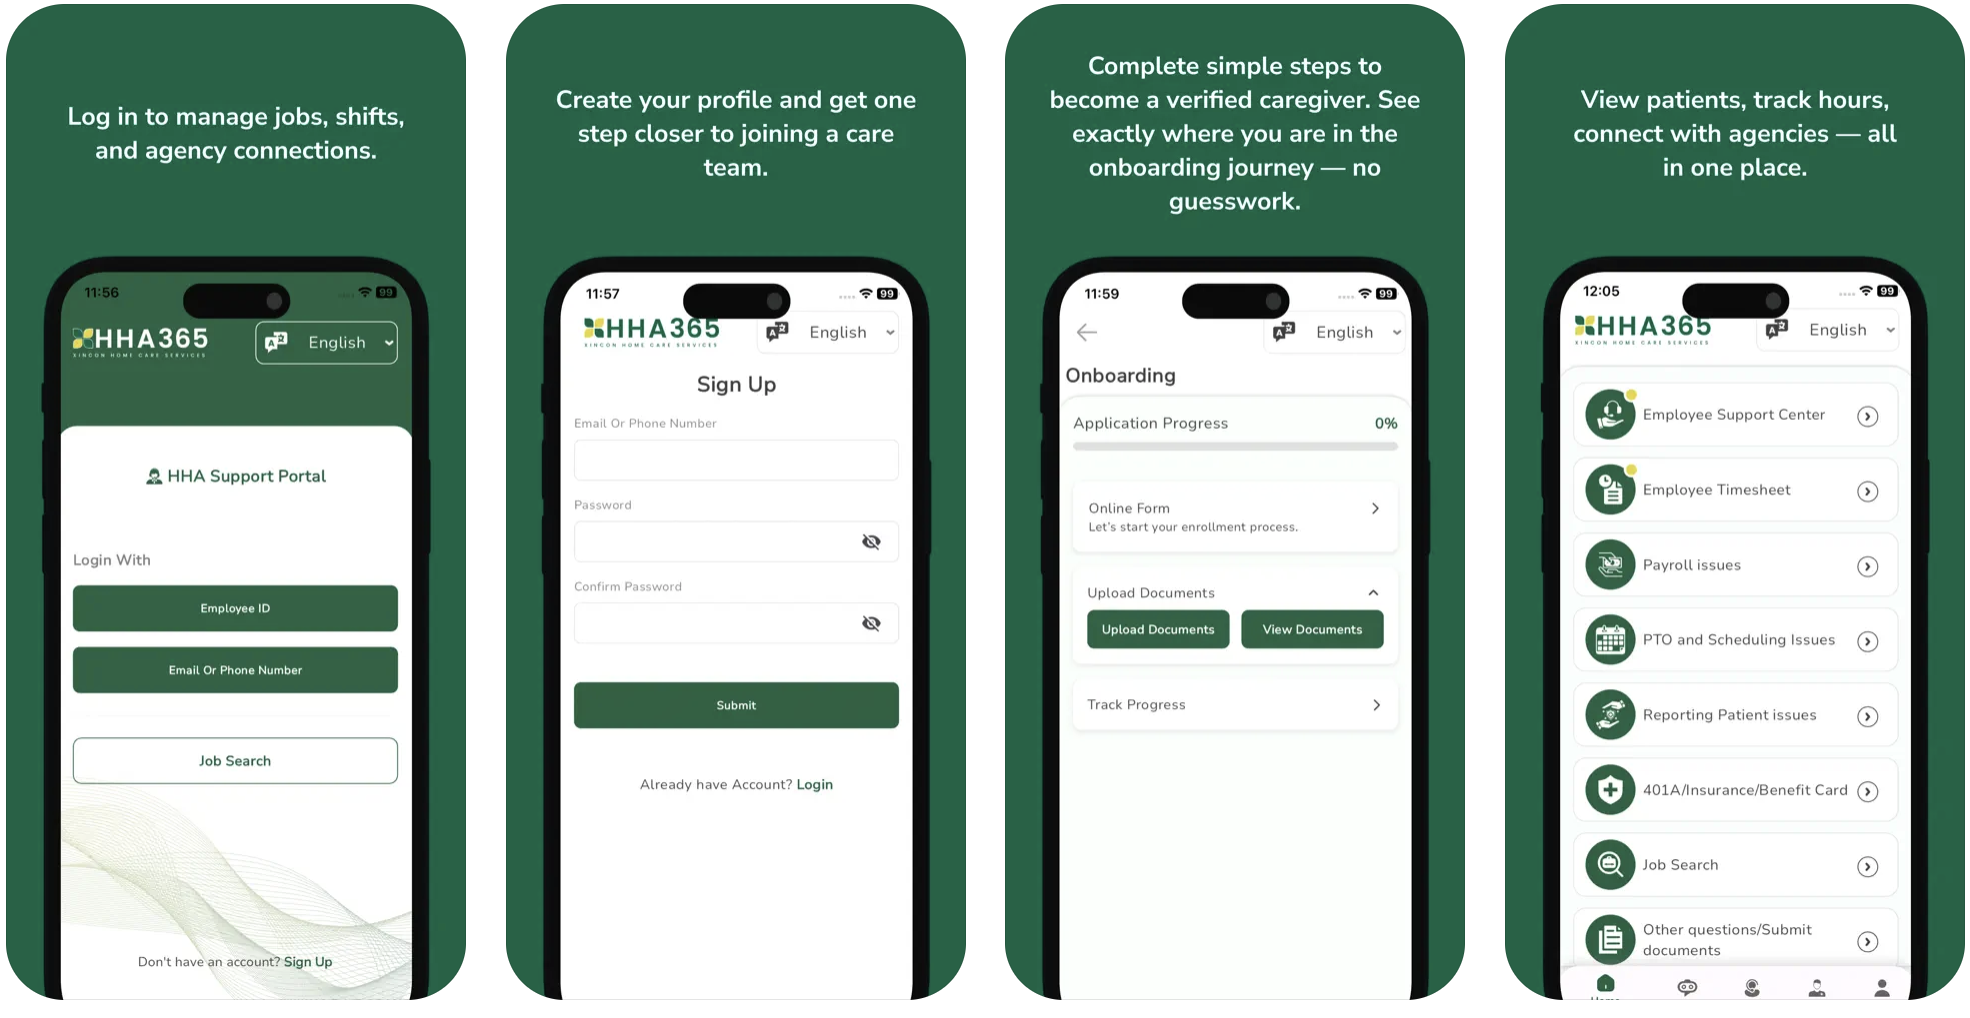 Log in to manage jobs, shifts,
and agency connections.
11:56
99
HHA365
XINCON HOME CARE SERVICES
English
HHA Support Portal
Login With
Employee ID
Email Or Phone Number
Job Search
Don't have an account? Sign Up
Create your profile and get one
step closer to joining a care
team.
11:57
99
HHA365
XINCON HOME CARE SERVICES
English
Sign Up
Email Or Phone Number
Password
Confirm Password
Submit
Already have Account? Login
Complete simple steps to
become a verified caregiver. See
exactly where you are in the
onboarding journey — no
guesswork.
11:59
99
English
Onboarding
Application Progress
0%
Online Form
Let's start your enrollment process.
Upload Documents
Upload Documents
View Documents
Track Progress
View patients, track hours,
connect with agencies — all
in one place.
12:05
99
HHA365
XINCON HOME CARE SERVICES
English
Employee Support Center
Employee Timesheet
Payroll issues
PTO and Scheduling Issues
Reporting Patient issues
401A/Insurance/Benefit Card
Job Search
Other questions/Submit
documents